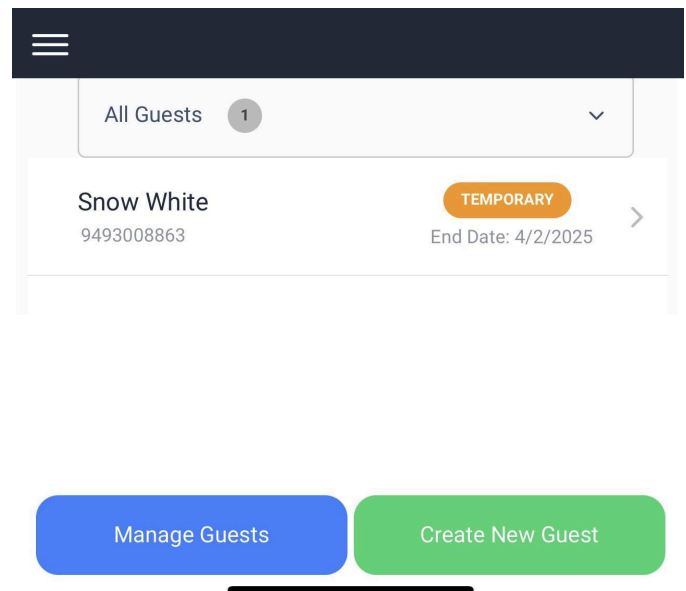 All Guests 1
Snow White TEMPORARY
9493008863 End Date: 4/2/2025
Manage Guests Create New Guest